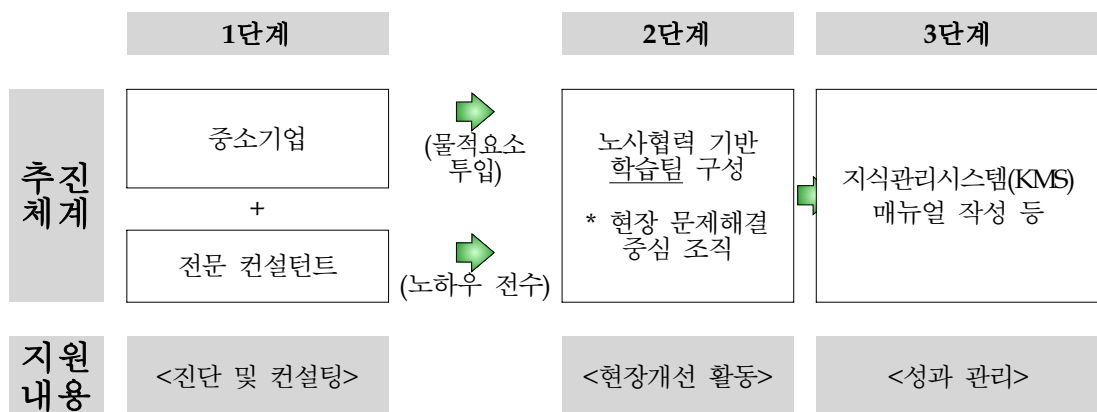 1단계
2단계
3단계
추진
체계
중소기업
+
전문 컨설턴트
(물적요소
투입)
(노하우 전수)
노사협력 기반
학습팀 구성
* 현장 문제해결
중심 조직
지식관리시스템(KMS)
매뉴얼 작성 등
지원
내용
<진단 및 컨설팅>
<현장개선 활동>
<성과 관리>